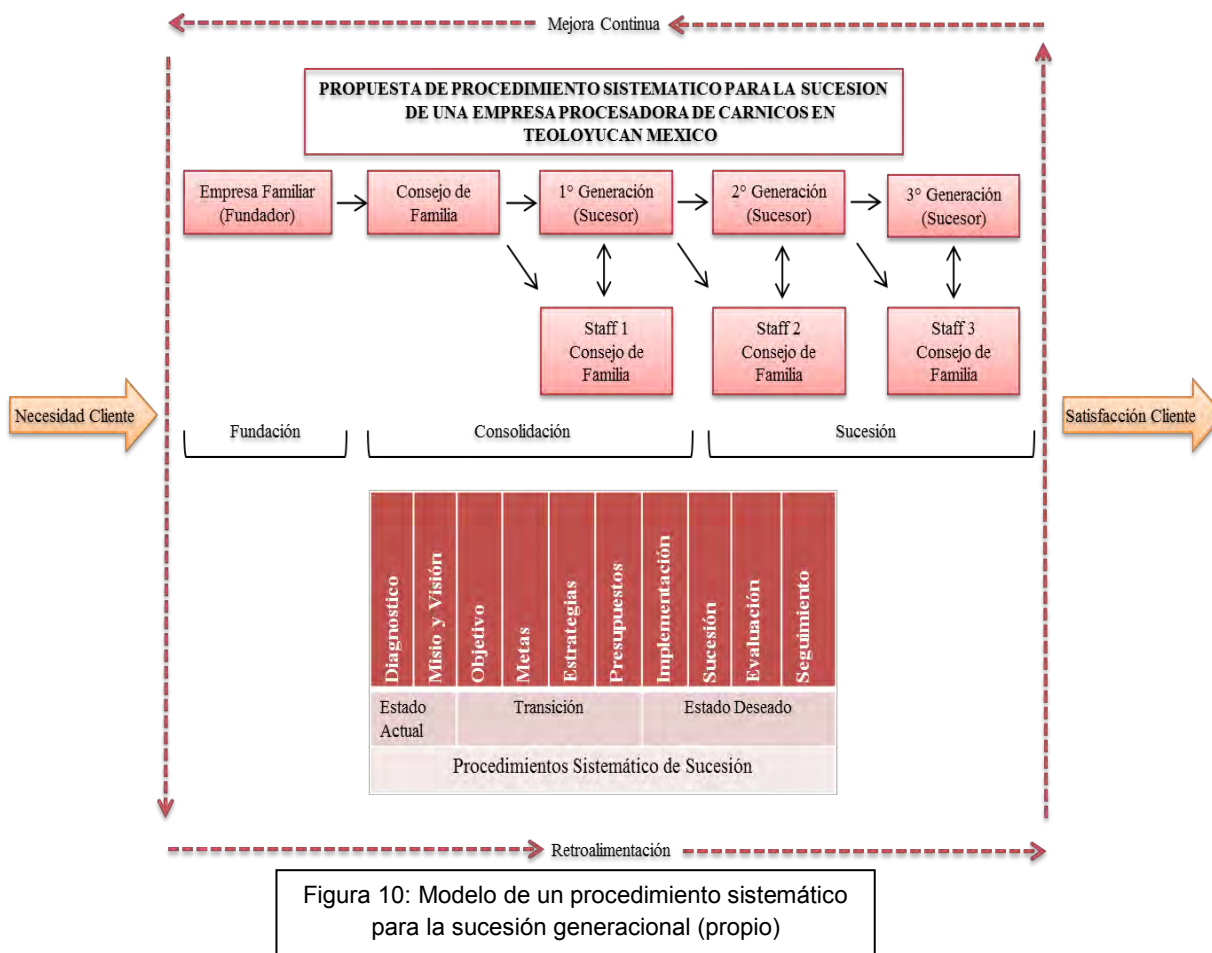 Mejora Continua
PROPUESTA DE PROCEDIMIENTO SISTEMATICO PARA LA SUCESION
DE UNA EMPRESA PROCESADORA DE CARNICOS EN
TEOLOYUCAN MEXICO
Empresa Familiar
(Fundador)
Consejo de
Familia
1° Generación
(Sucesor)
2° Generación
(Sucesor)
3° Generación
(Sucesor)
Staff 1
Consejo de
Familia
Staff 2
Consejo de
Familia
Staff 3
Consejo de
Familia
Necesidad Cliente
Satisfacción Cliente
Fundación
Consolidación
Sucesión
Diagnostico
Misio y Visión
Objetivo
Metas
Estrategias
Presupuestos
Implementación
Sucesión
Evaluación
Seguimiento
Estado
Actual
Transición
Estado Deseado
Procedimientos Sistemático de Sucesión
Retroalimentación
Figura 10: Modelo de un procedimiento sistemático
para la sucesión generacional (propio)